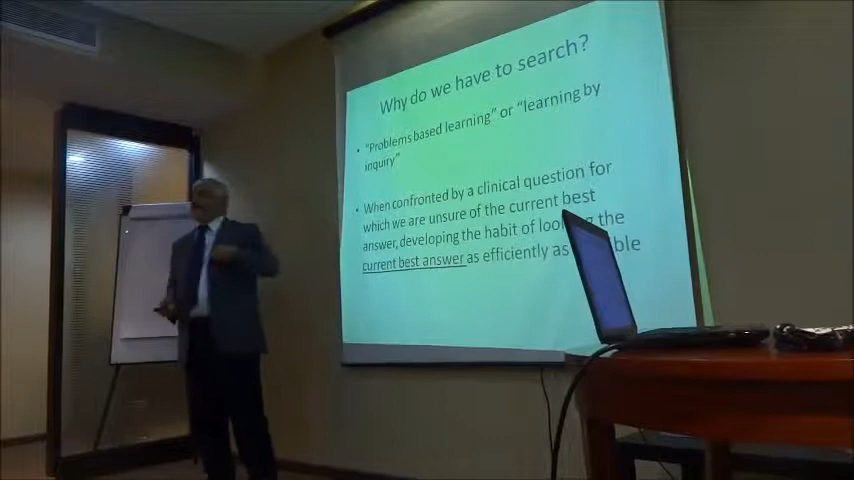 Why do we have to search ?
• "Problems based learning" or "learning by
inquiry"
• When confronted by a clinical question for
which we are unsure of the current best
answer, developing the habit of the
current best answer as efficiently as